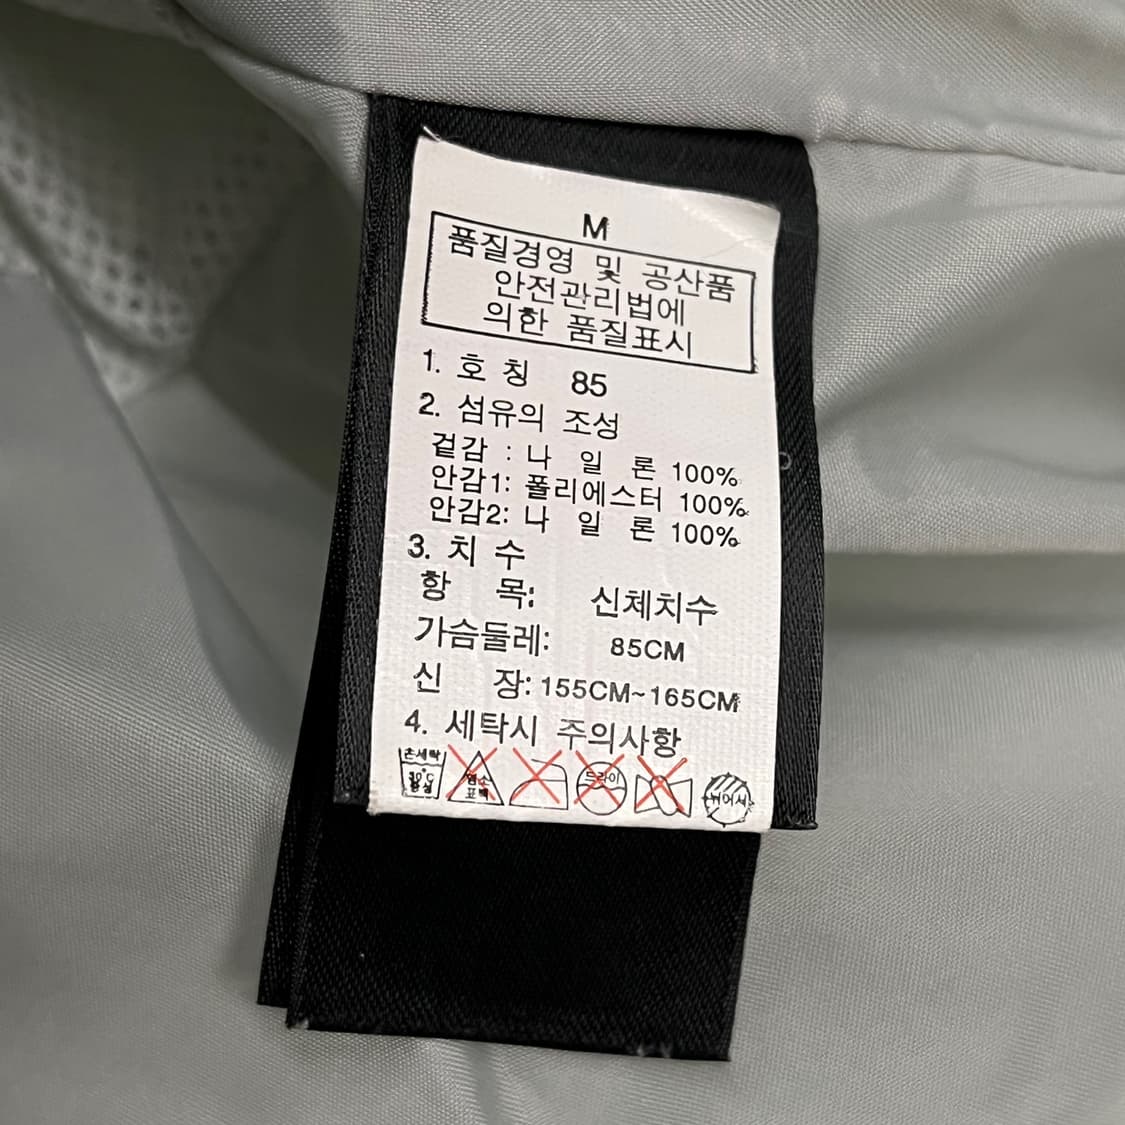 M
품질경영 및 공산품
안전관리법에
의한 품질표시
1. 호 칭 85
2. 섬유의 조성
겉감 : 나 일 론 100%
안감1: 폴리에스터 100%
안감2: 나 일 론 100%
3. 치 수
항 목: 신체치수
가슴둘레: 85CM
신 장: 155CM~165CM
4. 세탁시 주의사항
손세탁
30°C
중성
염소
표백
드라이
뉘어서